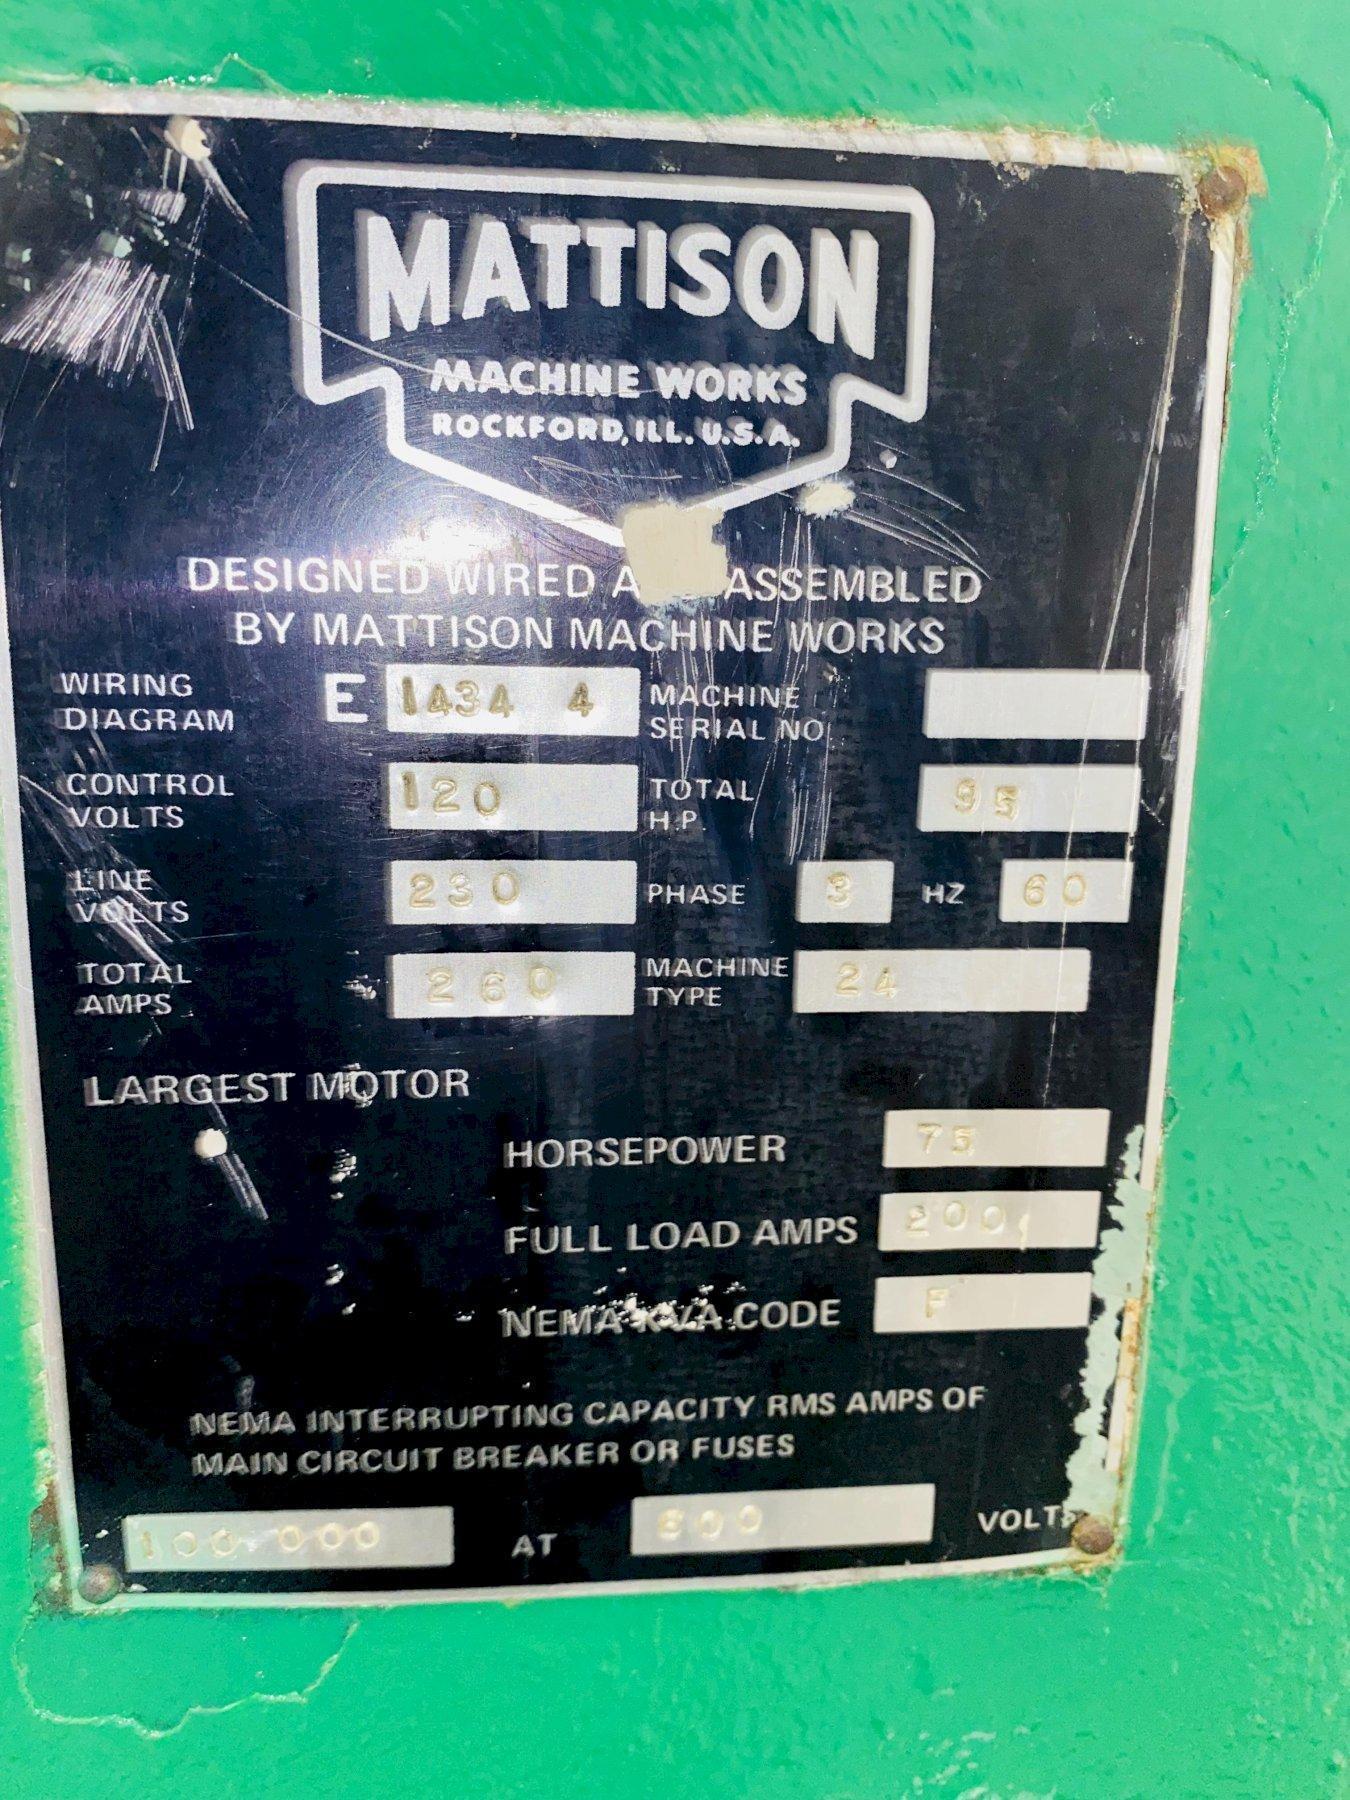 MATTISON
MACHINE WORKS
ROCKFORD, ILL. U.S.A.
DESIGNED WIRED ASSEMBLED
BY MATTISON MACHINE WORKS
WIRING DIAGRAM E 1434 4 MACHINE SERIAL NO
CONTROL VOLTS 120 TOTAL H.P. 95
LINE VOLTS 230 PHASE 3 HZ 60
TOTAL AMPS 260 MACHINE TYPE 24
LARGEST MOTOR
HORSEPOWER 75
FULL LOAD AMPS 200
NEMA KVA CODE F
NEMA INTERRUPTING CAPACITY RMS AMPS OF
MAIN CIRCUIT BREAKER OR FUSES
100 000 AT 600 VOLTS